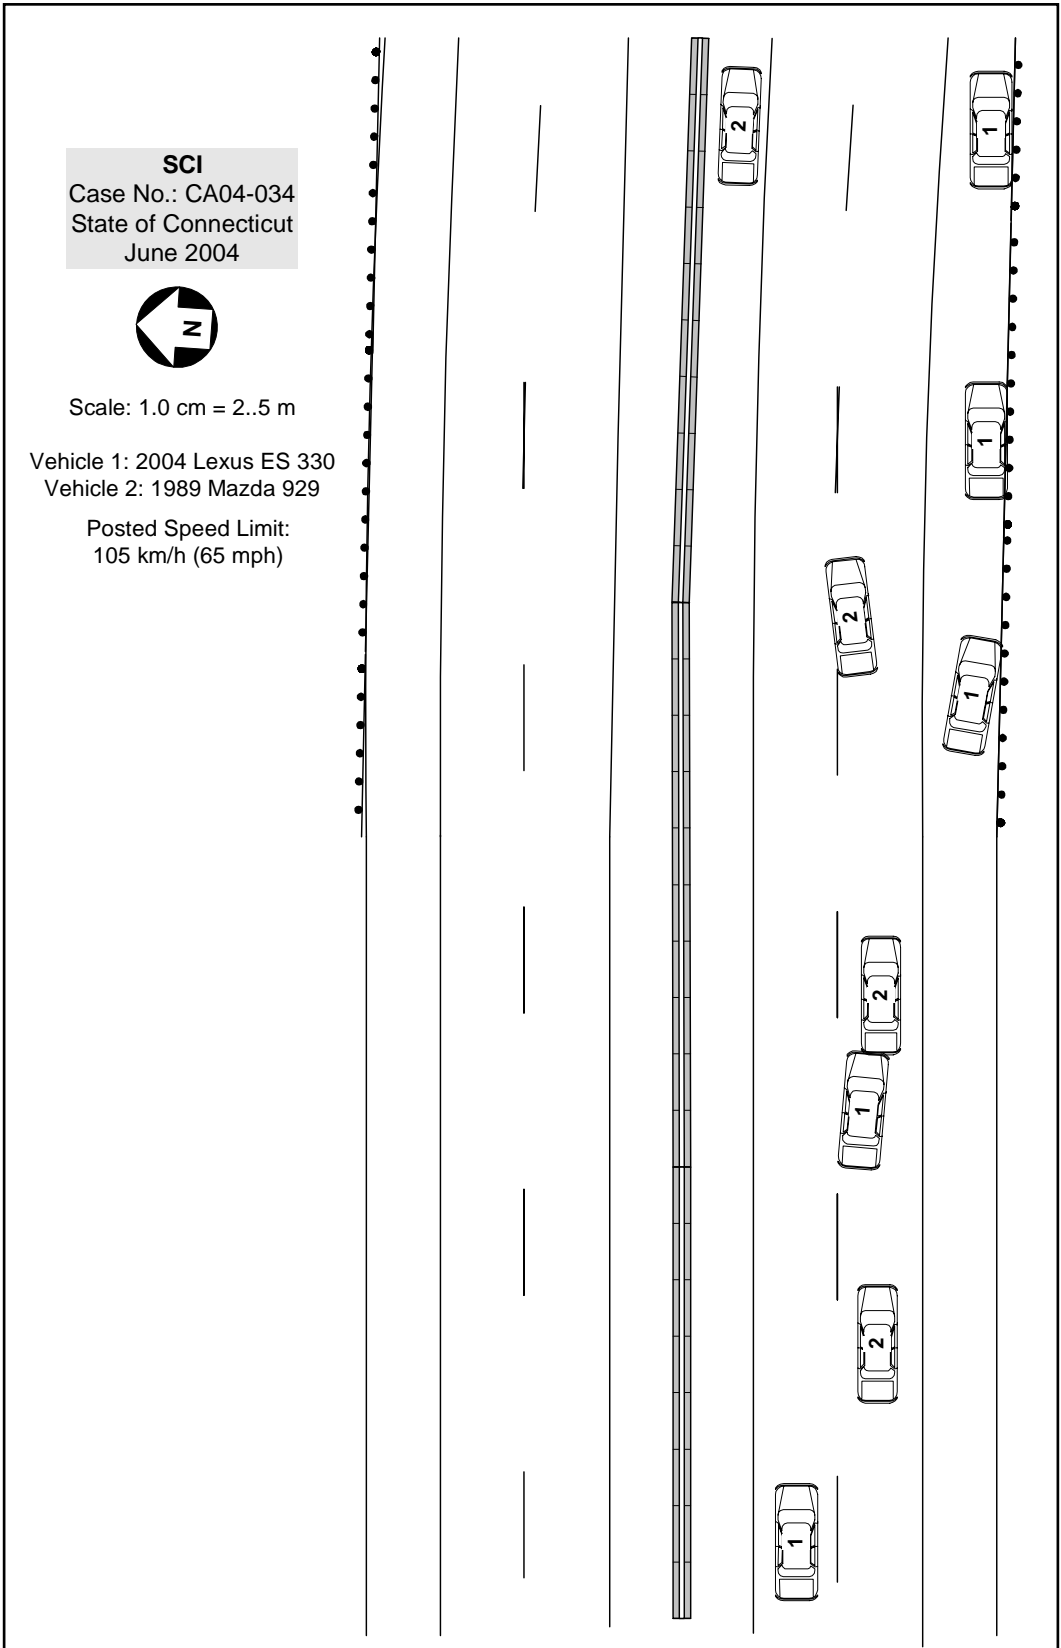 SCI
Case No.: CA04-034
State of Connecticut
June 2004
N
Scale: 1.0 cm = 2..5 m
Vehicle 1: 2004 Lexus ES 330
Vehicle 2: 1989 Mazda 929
Posted Speed Limit:
105 km/h (65 mph)
2
1
1
2
1
2
1
2
1